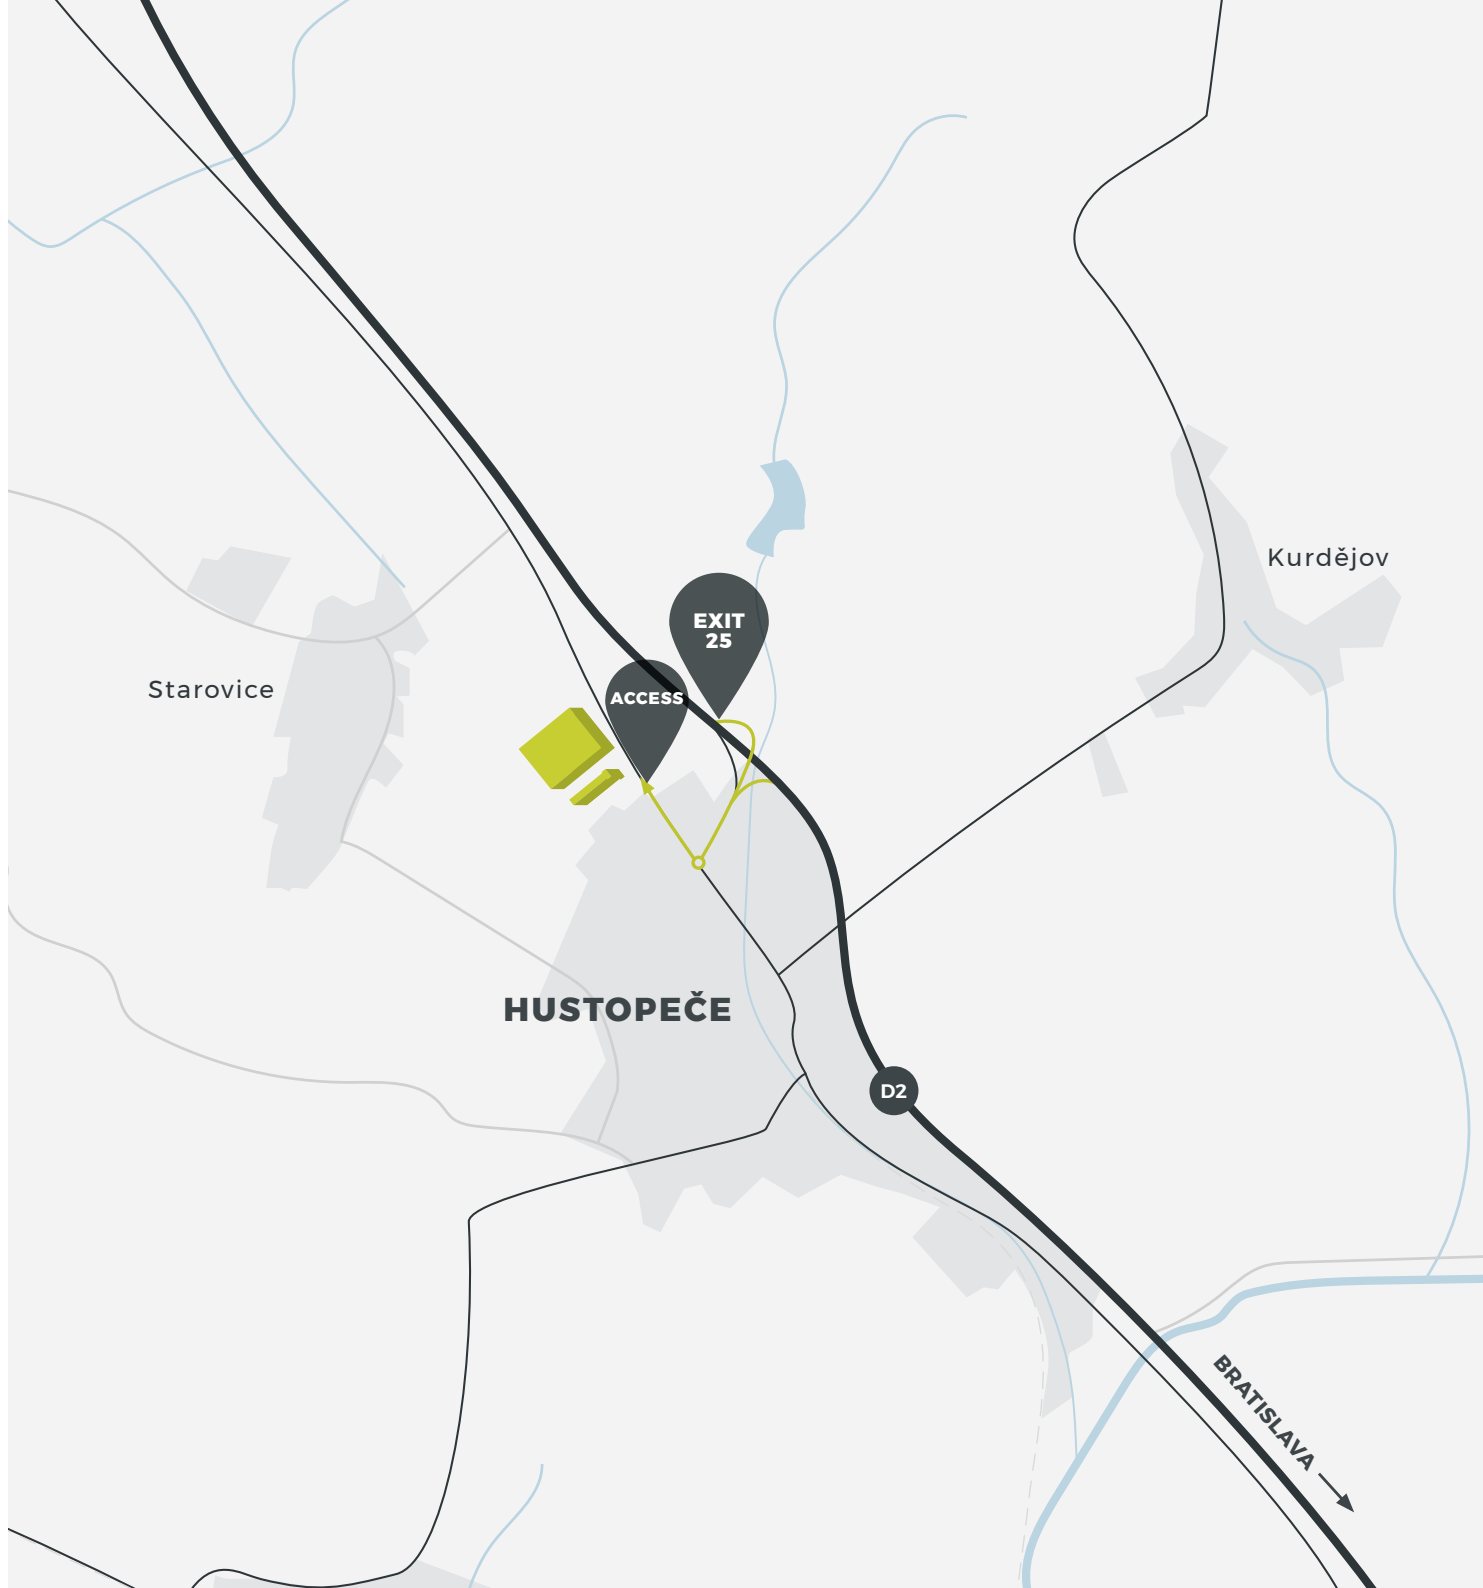 Kurdějov
EXIT
25
Starovice
ACCESS
HUSTOPEČE
D2
BRATISLAVA